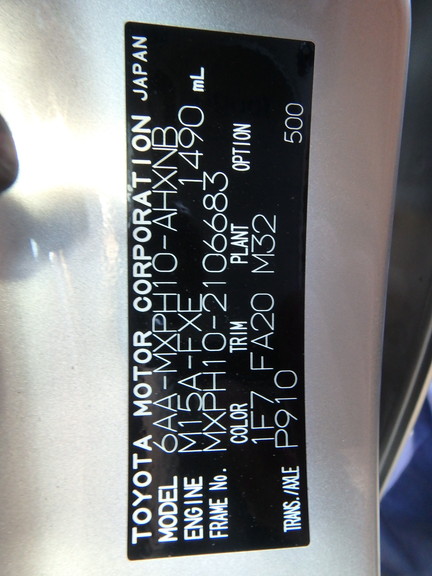 TOYOTA MOTOR CORPORATION JAPAN
MODEL 6AA-MXPH10-AHXNB
ENGINE M15A-FXE 1490 mL
FRAME No. MXPH10-2106683
COLOR TRIM PLANT OPTION
1F7 FA20 M32
TRANS./AXLE P910 500